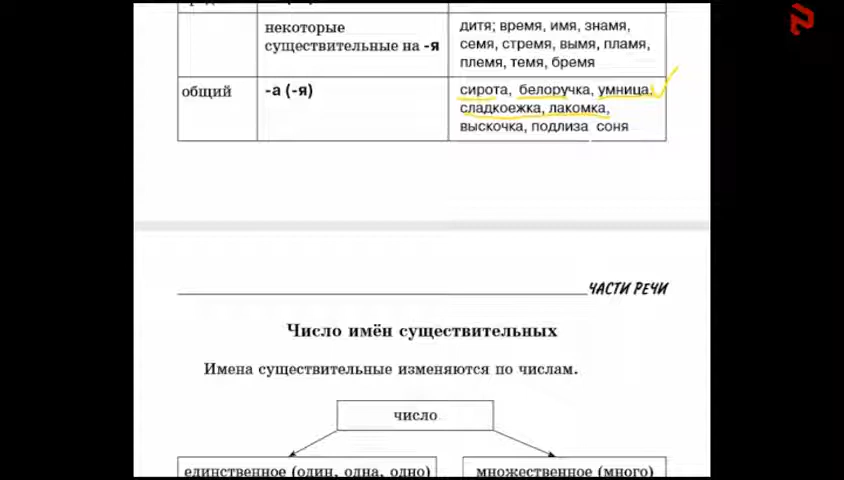 некоторые
существительные на -я
дитя; время, имя, знамя,
семя, стремя, вымя, пламя,
племя, темя, бремя
общий
-а (-я)
сирота, белоручка, умница,
сладкоежка, лакомка,
выскочка, подлиза соня
ЧАСТИ РЕЧИ
Число имён существительных
Имена существительные изменяются по числам.
число
единственное (один, одна, одно)
множественное (много)